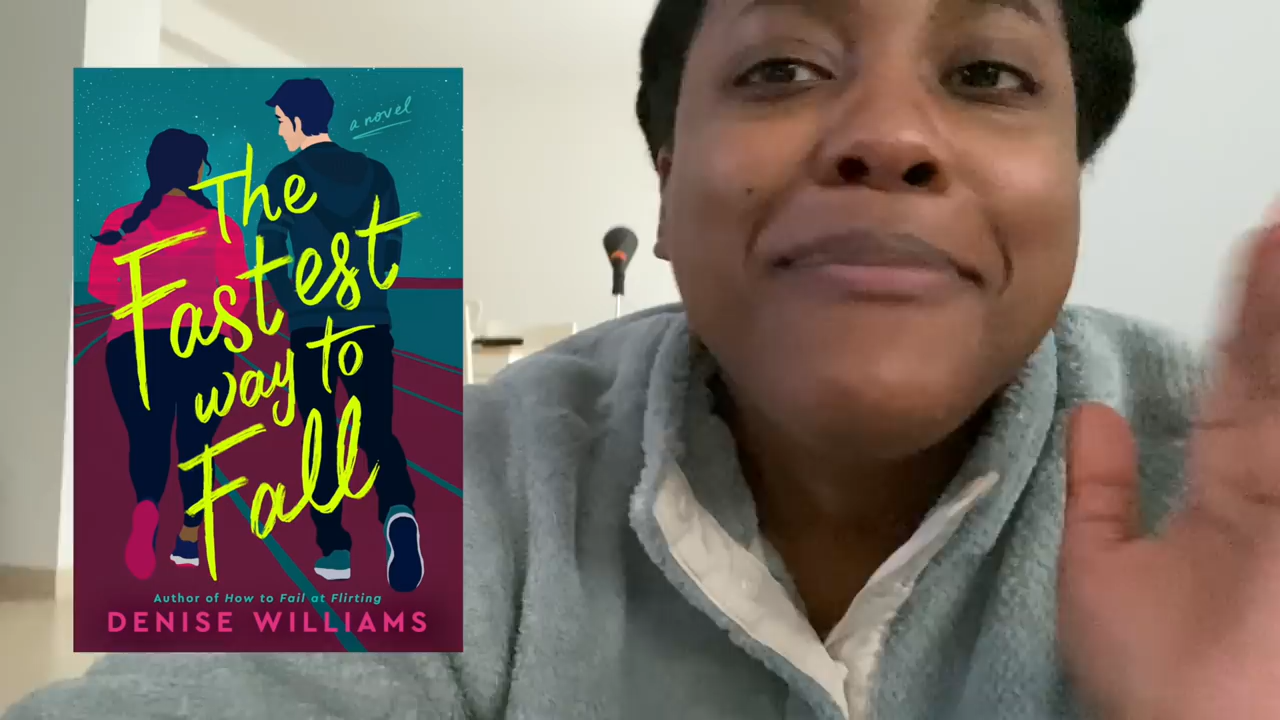 a novel
The
Fastest
way to
Fall
Author of How to Fail at Flirting
DENISE WILLIAMS